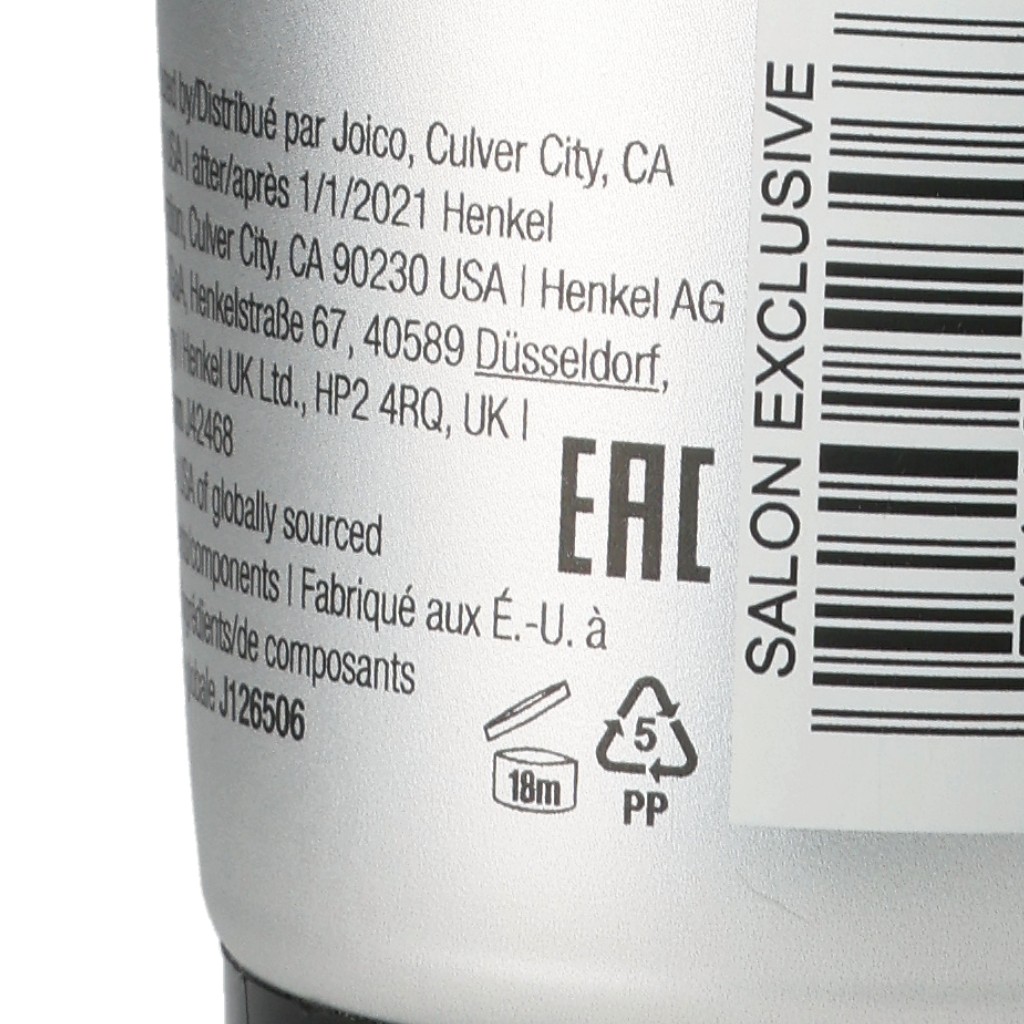 by/Distribué par Joico, Culver City, CA
USA | after/après 1/1/2021 Henkel
Culver City, CA 90230 USA | Henkel AG
Henkelstraße 67, 40589 Düsseldorf,
Henkel UK Ltd., HP2 4RQ, UK |
J42468
USA of globally sourced
components | Fabriqué aux É.-U. à
composants
J126506
EAC
18m
5
PP
SALON EXCLUSIVE